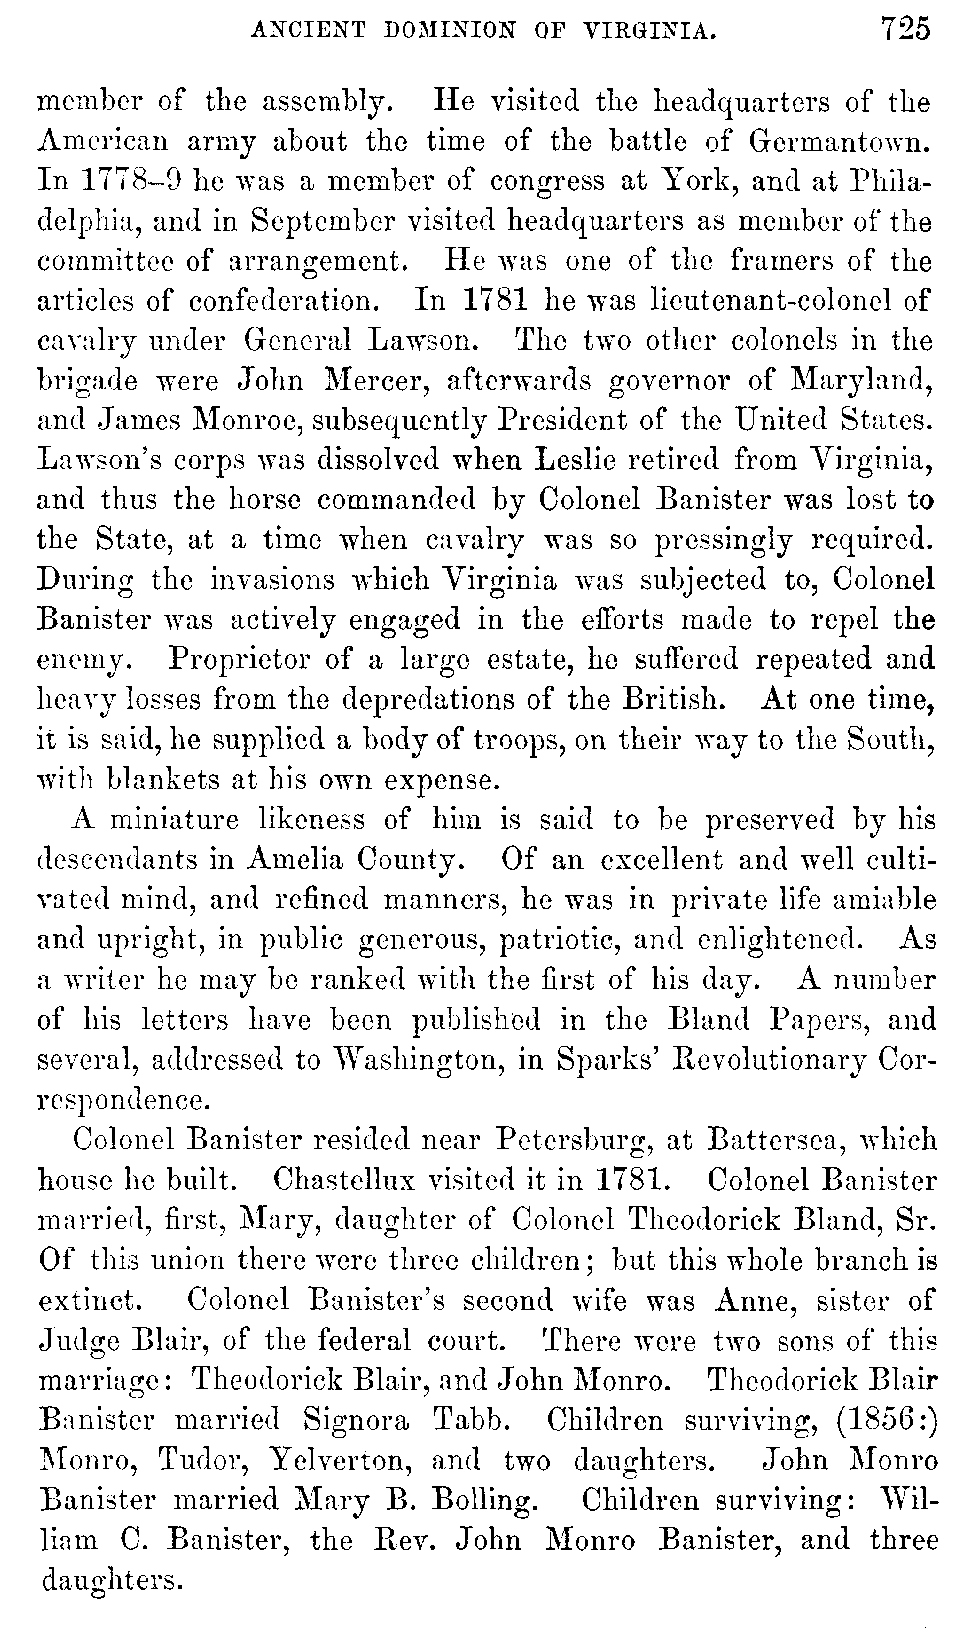 ANCIENT DOMINION OF VIRGINIA. 725
member of the assembly. He visited the headquarters of the
American army about the time of the battle of Germantown.
In 1778–9 he was a member of congress at York, and at Phila-
delphia, and in September visited headquarters as member of the
committee of arrangement. He was one of the framers of the
articles of confederation. In 1781 he was lieutenant-colonel of
cavalry under General Lawson. The two other colonels in the
brigade were John Mercer, afterwards governor of Maryland,
and James Monroe, subsequently President of the United States.
Lawson's corps was dissolved when Leslie retired from Virginia,
and thus the horse commanded by Colonel Banister was lost to
the State, at a time when cavalry was so pressingly required.
During the invasions which Virginia was subjected to, Colonel
Banister was actively engaged in the efforts made to repel the
enemy. Proprietor of a large estate, he suffered repeated and
heavy losses from the depredations of the British. At one time,
it is said, he supplied a body of troops, on their way to the South,
with blankets at his own expense.
A miniature likeness of him is said to be preserved by his
descendants in Amelia County. Of an excellent and well culti-
vated mind, and refined manners, he was in private life amiable
and upright, in public generous, patriotic, and enlightened. As
a writer he may be ranked with the first of his day. A number
of his letters have been published in the Bland Papers, and
several, addressed to Washington, in Sparks' Revolutionary Cor-
respondence.
Colonel Banister resided near Petersburg, at Battersea, which
house he built. Chastellux visited it in 1781. Colonel Banister
married, first, Mary, daughter of Colonel Theodorick Bland, Sr.
Of this union there were three children; but this whole branch is
extinct. Colonel Banister's second wife was Anne, sister of
Judge Blair, of the federal court. There were two sons of this
marriage: Theodorick Blair, and John Monro. Theodorick Blair
Banister married Signora Tabb. Children surviving, (1856:)
Monro, Tudor, Yelverton, and two daughters. John Monro
Banister married Mary B. Bolling. Children surviving: Wil-
liam C. Banister, the Rev. John Monro Banister, and three
daughters.